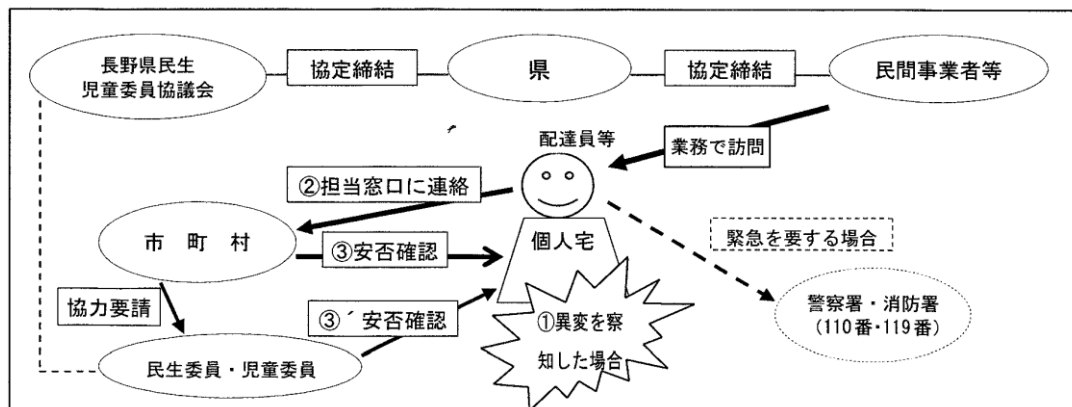 長野県民生
児童委員協議会
協定締結
県
協定締結
民間事業者等
配達員等
業務で訪問
②担当窓口に連絡
市 町 村
③安否確認
個人宅
緊急を要する場合
協力要請
③´安否確認
①異変を察
知した場合
警察署・消防署
(110番・119番)
民生委員・児童委員